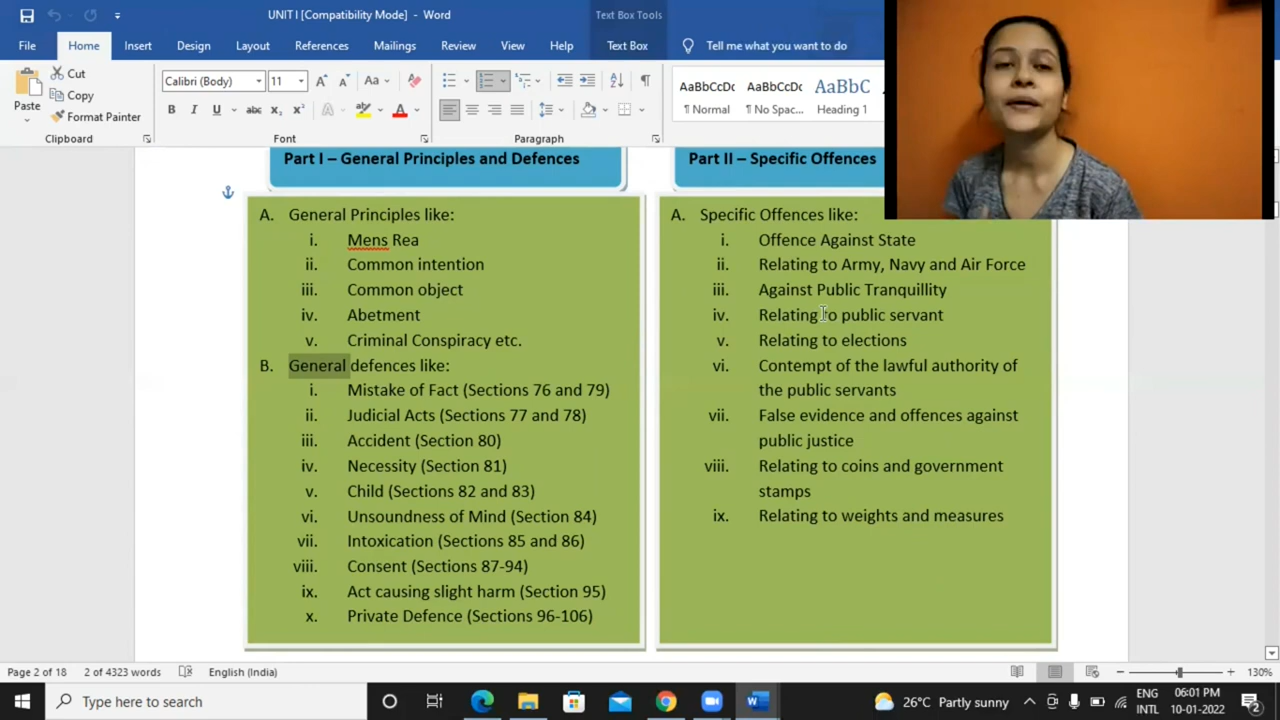 UNIT I [Compatibility Mode] - Word
Text Box Tools
File
Home
Insert
Design
Layout
References
Mailings
Review
View
Help
Text Box
Tell me what you want to do
Paste
Cut
Copy
Format Painter
Clipboard
Calibri (Body)
11
Font
Paragraph
AaBbCcDc
¶ Normal
AaBbCcDc
¶ No Spac...
AaBbC
Heading 1
Part I – General Principles and Defences
A. General Principles like:
i. Mens Rea
ii. Common intention
iii. Common object
iv. Abetment
v. Criminal Conspiracy etc.
B. General defences like:
i. Mistake of Fact (Sections 76 and 79)
ii. Judicial Acts (Sections 77 and 78)
iii. Accident (Section 80)
iv. Necessity (Section 81)
v. Child (Sections 82 and 83)
vi. Unsoundness of Mind (Section 84)
vii. Intoxication (Sections 85 and 86)
viii. Consent (Sections 87-94)
ix. Act causing slight harm (Section 95)
x. Private Defence (Sections 96-106)
Part II – Specific Offences
A. Specific Offences like:
i. Offence Against State
ii. Relating to Army, Navy and Air Force
iii. Against Public Tranquillity
iv. Relating to public servant
v. Relating to elections
vi. Contempt of the lawful authority of
the public servants
vii. False evidence and offences against
public justice
viii. Relating to coins and government
stamps
ix. Relating to weights and measures
Page 2 of 18
2 of 4323 words
English (India)
130%
Type here to search
26°C Partly sunny
ENG
INTL
06:01 PM
10-01-2022
2